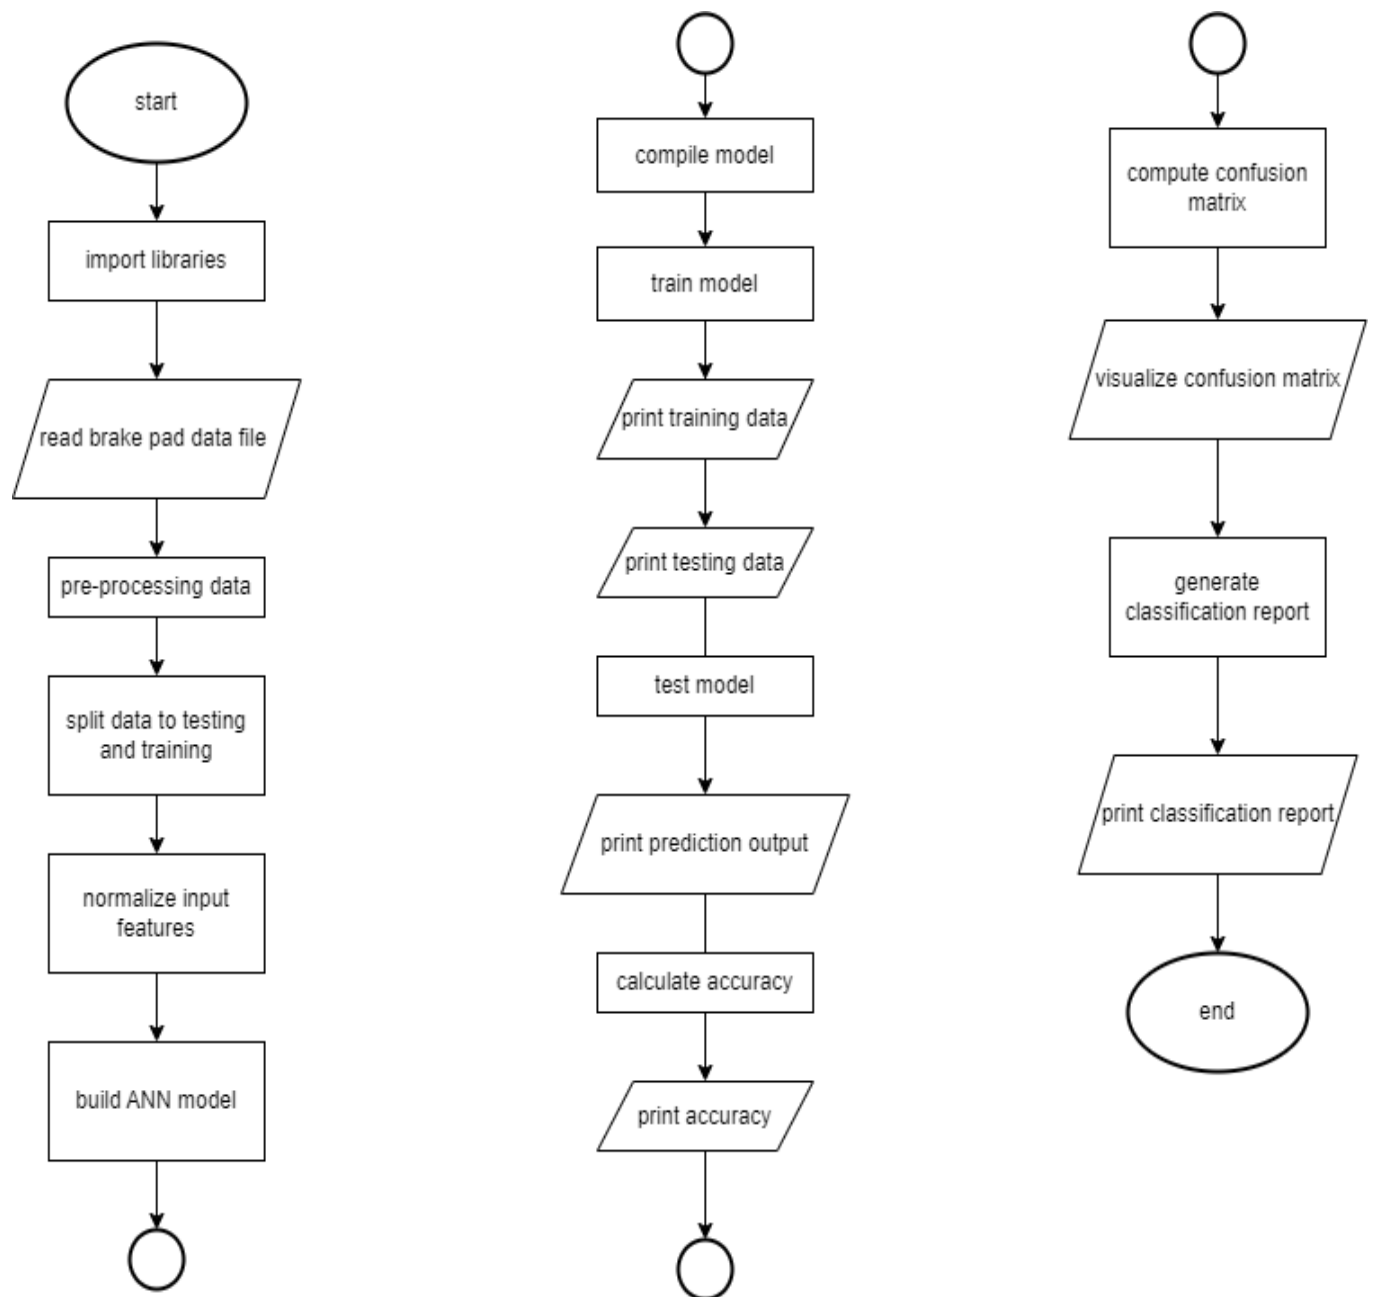 start
import libraries
read brake pad data file
pre-processing data
split data to testing
and training
normalize input
features
build ANN model
compile model
train model
print training data
print testing data
test model
print prediction output
calculate accuracy
print accuracy
compute confusion
matrix
visualize confusion matrix
generate
classification report
print classification report
end